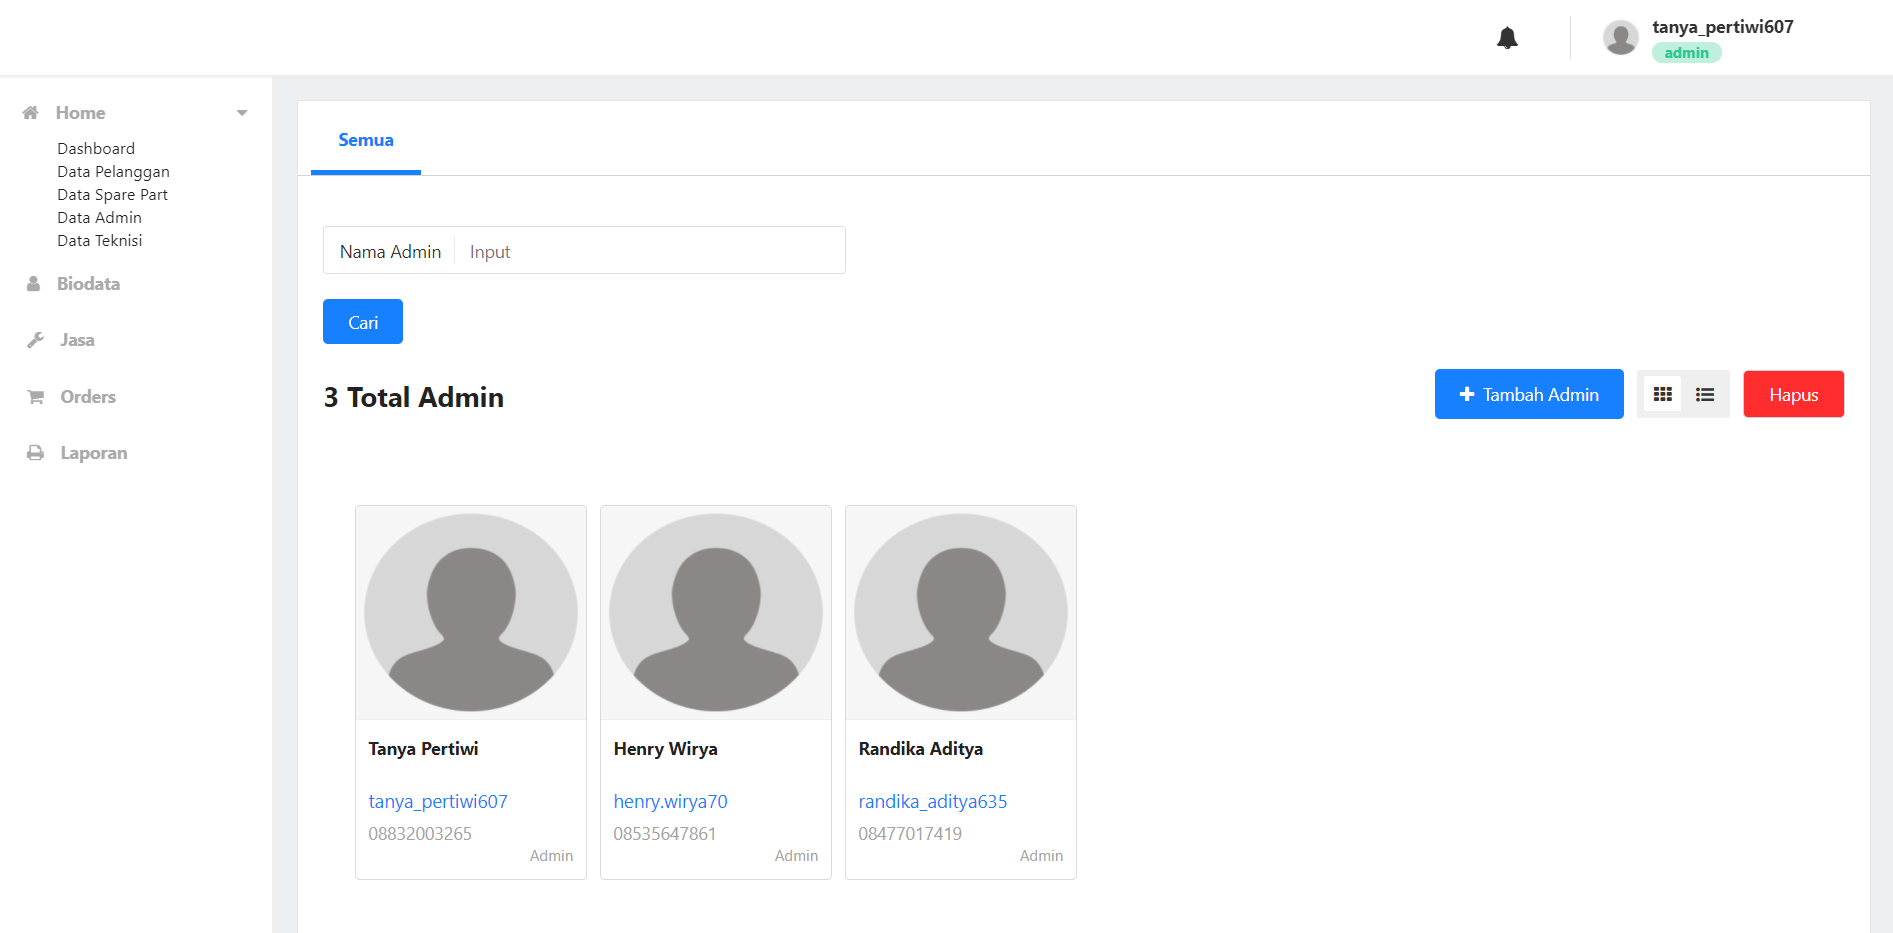 tanya_pertiwi607
admin
Home
Dashboard
Data Pelanggan
Data Spare Part
Data Admin
Data Teknisi
Biodata
Jasa
Orders
Laporan
Semua
Nama Admin Input
Cari
3 Total Admin
Tambah Admin
Hapus
Tanya Pertiwi
tanya_pertiwi607
08832003265
Admin
Henry Wirya
henry.wirya70
08535647861
Admin
Randika Aditya
randika_aditya635
08477017419
Admin